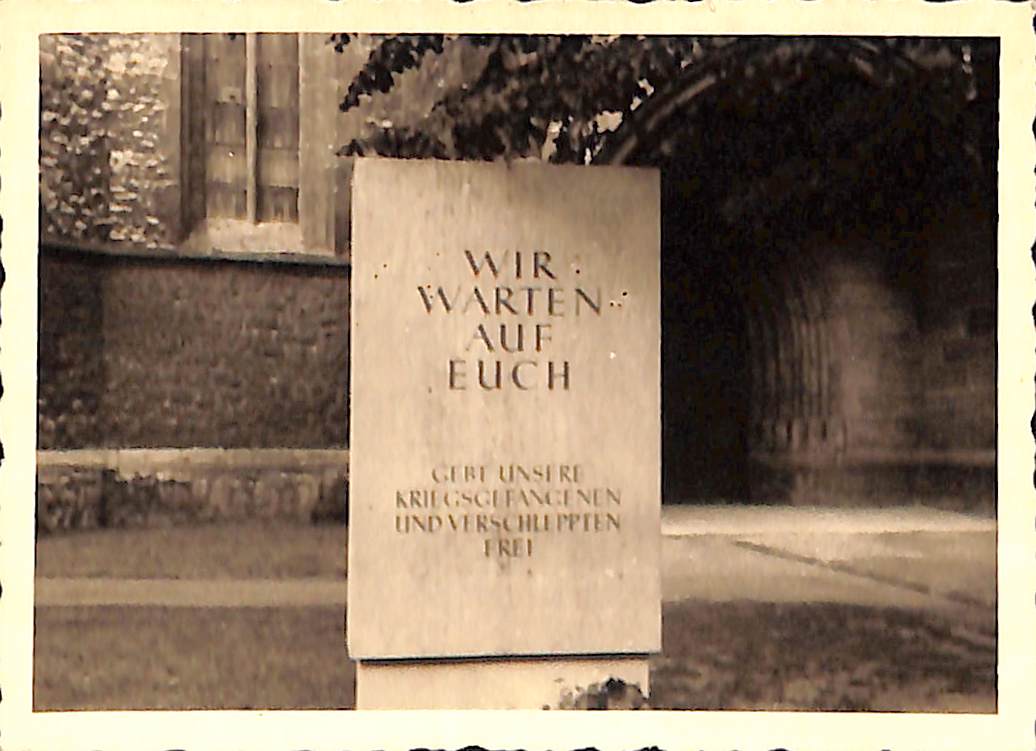 WIR
WARTEN
AUF
EUCH
GEBT UNSERE
KRIEGSGEFANGENEN
UND VERSCHLEPPTEN
FREI